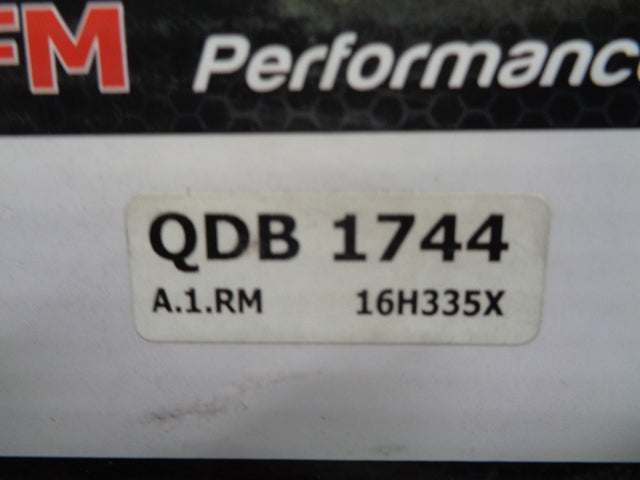 FM Performance
QDB 1744
A.1.RM 16H335X